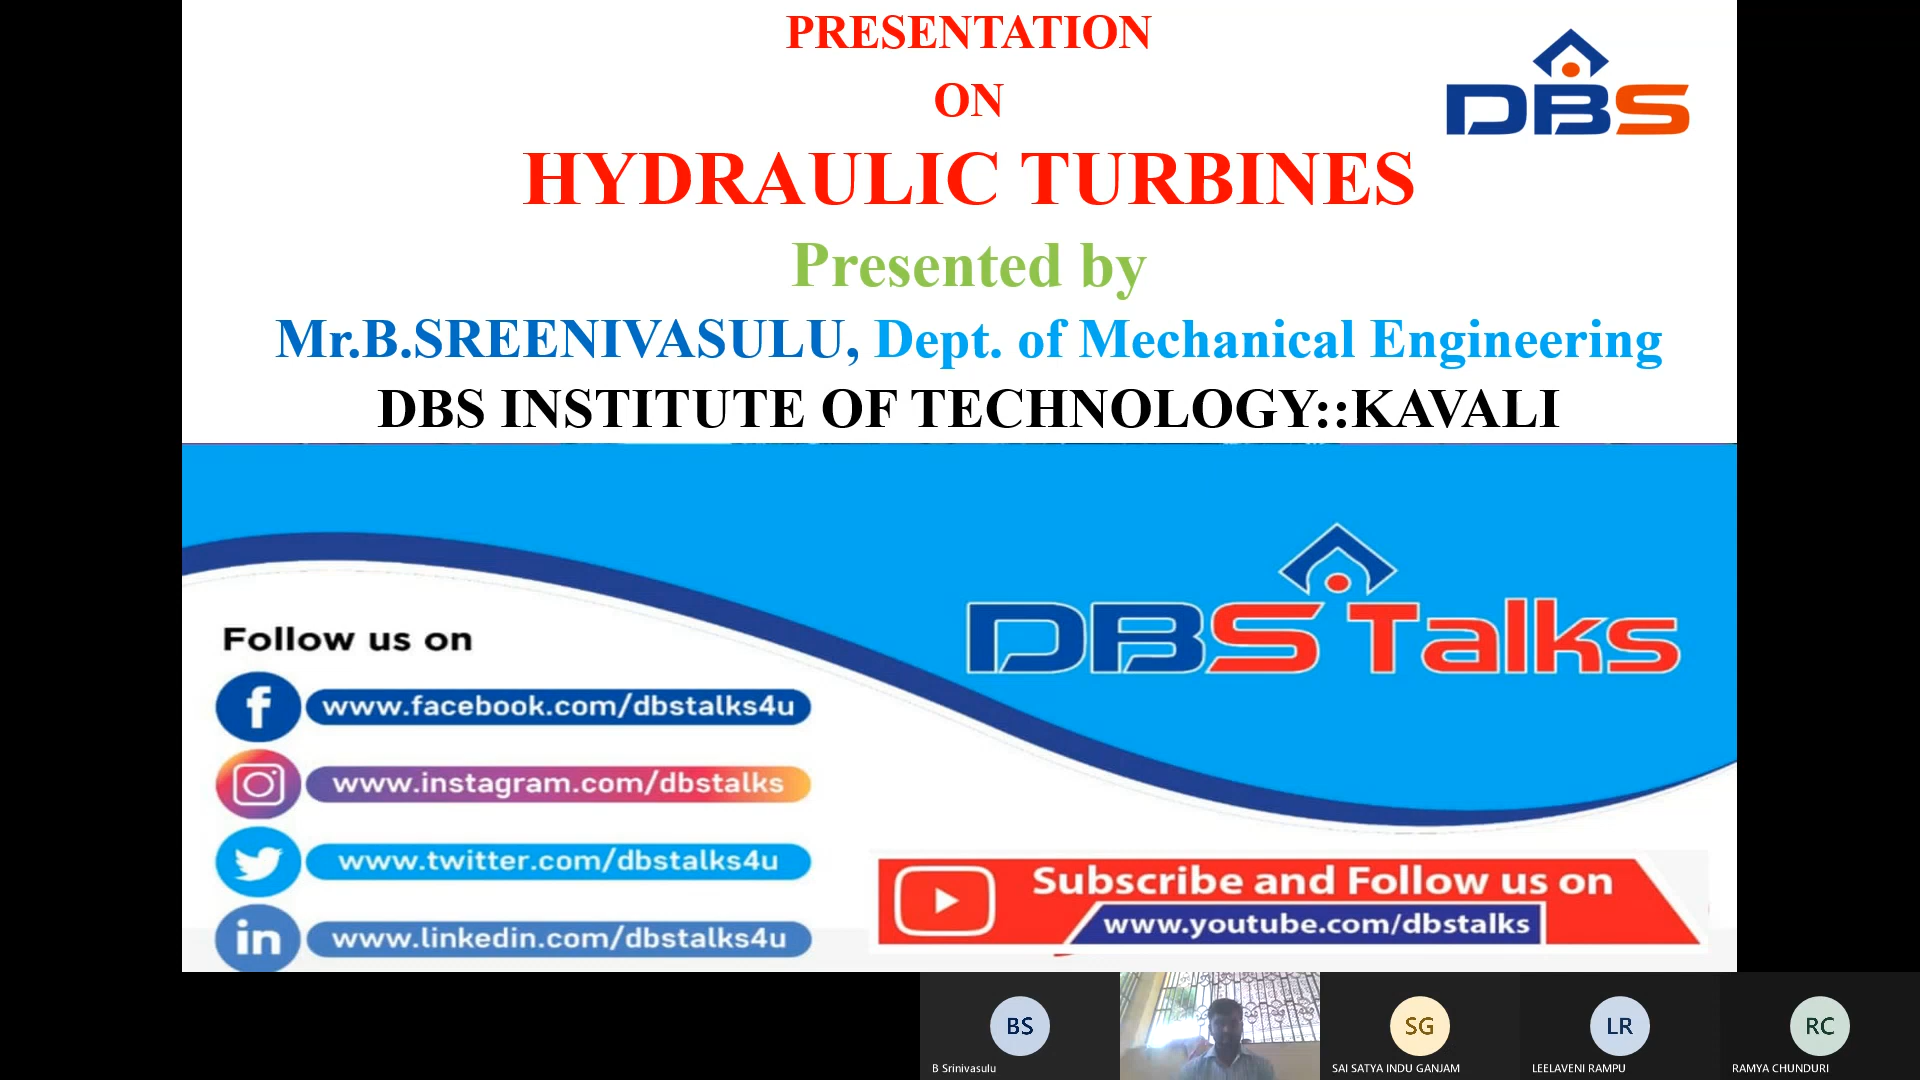 PRESENTATION
ON
HYDRAULIC TURBINES
Presented by
Mr.B.SREENIVASULU, Dept. of Mechanical Engineering
DBS INSTITUTE OF TECHNOLOGY::KAVALI
DBS
DBS Talks
Follow us on
f www.facebook.com/dbstalks4u
www.instagram.com/dbstalks
www.twitter.com/dbstalks4u
in www.linkedin.com/dbstalks4u
Subscribe and Follow us on
www.youtube.com/dbstalks
BS
B Srinivasulu
SG
SAI SATYA INDU GANJAM
LR
LEELAVENI RAMPU
RC
RAMYA CHUNDURI